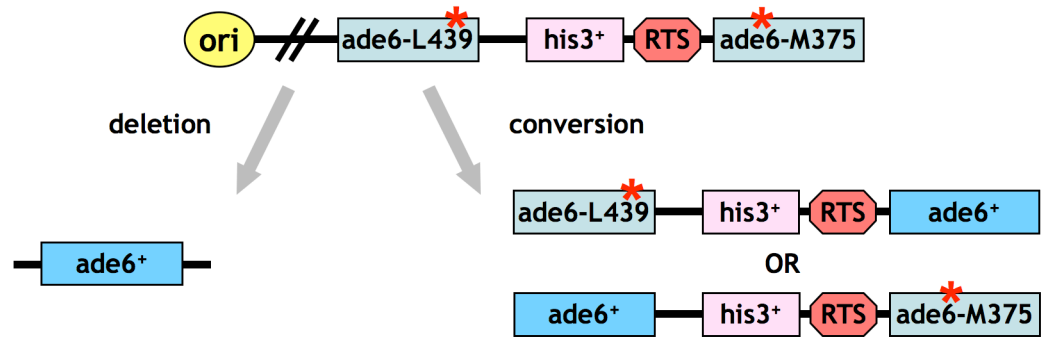 ori ade6-L439 his3⁺ RTS ade6-M375
deletion conversion
ade6-L439 his3⁺ RTS ade6⁺
ade6⁺
OR
ade6⁺ his3⁺ RTS ade6-M375